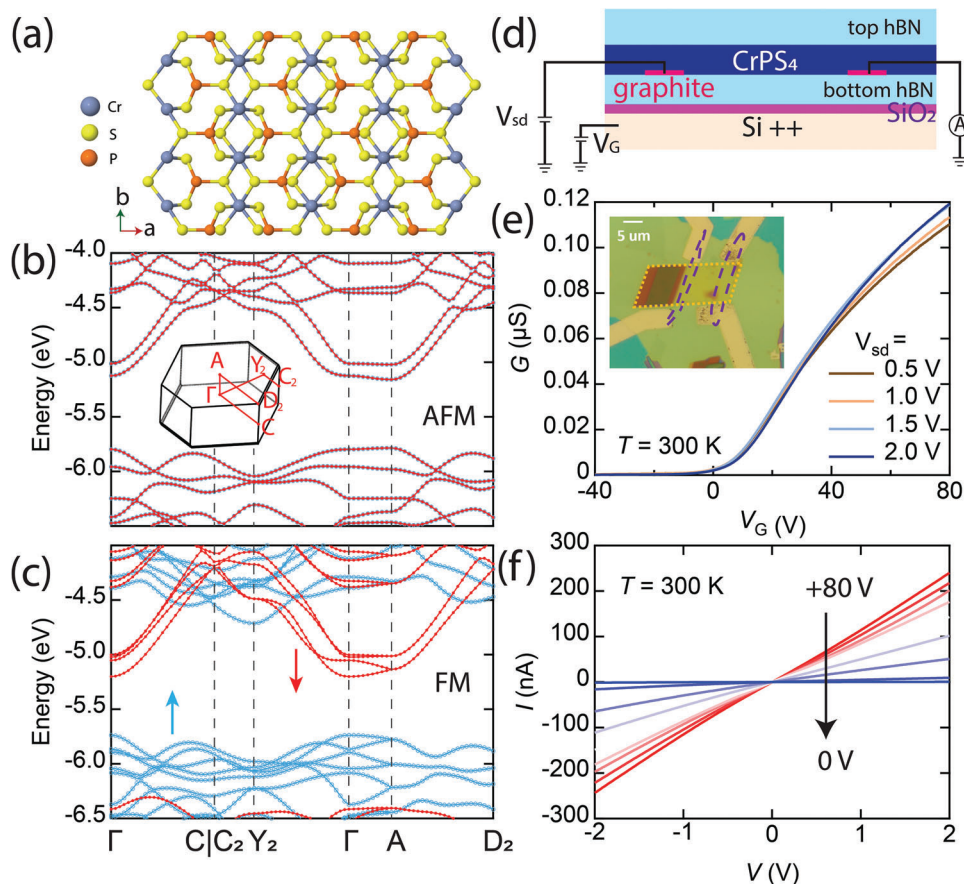 (a)
Cr
S
P
b
a
(b)
-4.0
-4.5
-5.0
-5.5
-6.0
Energy (eV)
A
Y₂
C₂
Γ
D₂
C
AFM
(c)
-4.5
-5.0
-5.5
-6.0
-6.5
Energy (eV)
FM
Γ C|C₂ Y₂ Γ A D₂
(d)
top hBN
CrPS₄
graphite
bottom hBN
SiO₂
Si ++
V_sd
V_G
A
(e)
0.12
0.10
0.08
0.06
0.04
0.02
0
G (µS)
5 um
V_sd =
0.5 V
1.0 V
1.5 V
2.0 V
T = 300 K
-40 0 40 80
V_G (V)
(f)
300
200
100
0
-100
-200
-300
I (nA)
T = 300 K
+80 V
0 V
-2 -1 0 1 2
V (V)